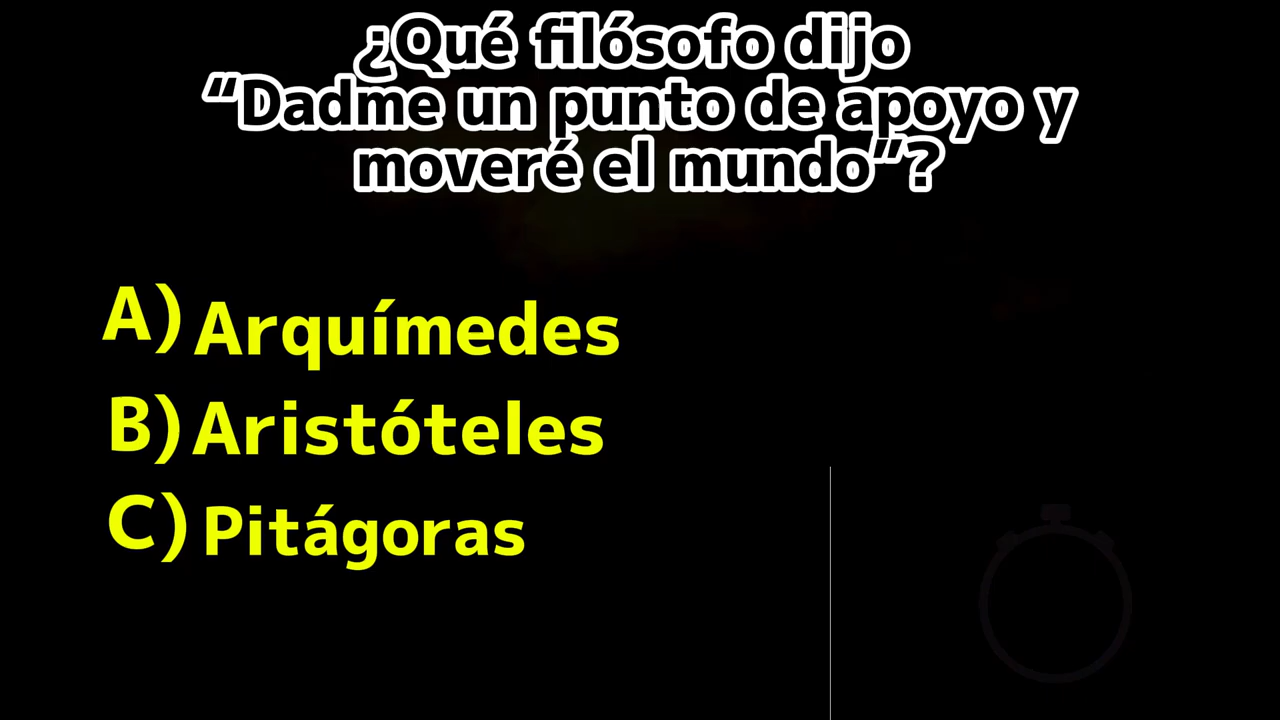 ¿Qué filósofo dijo
“Dadme un punto de apoyo y
moveré el mundo”?
A) Arquímedes
B) Aristóteles
C) Pitágoras